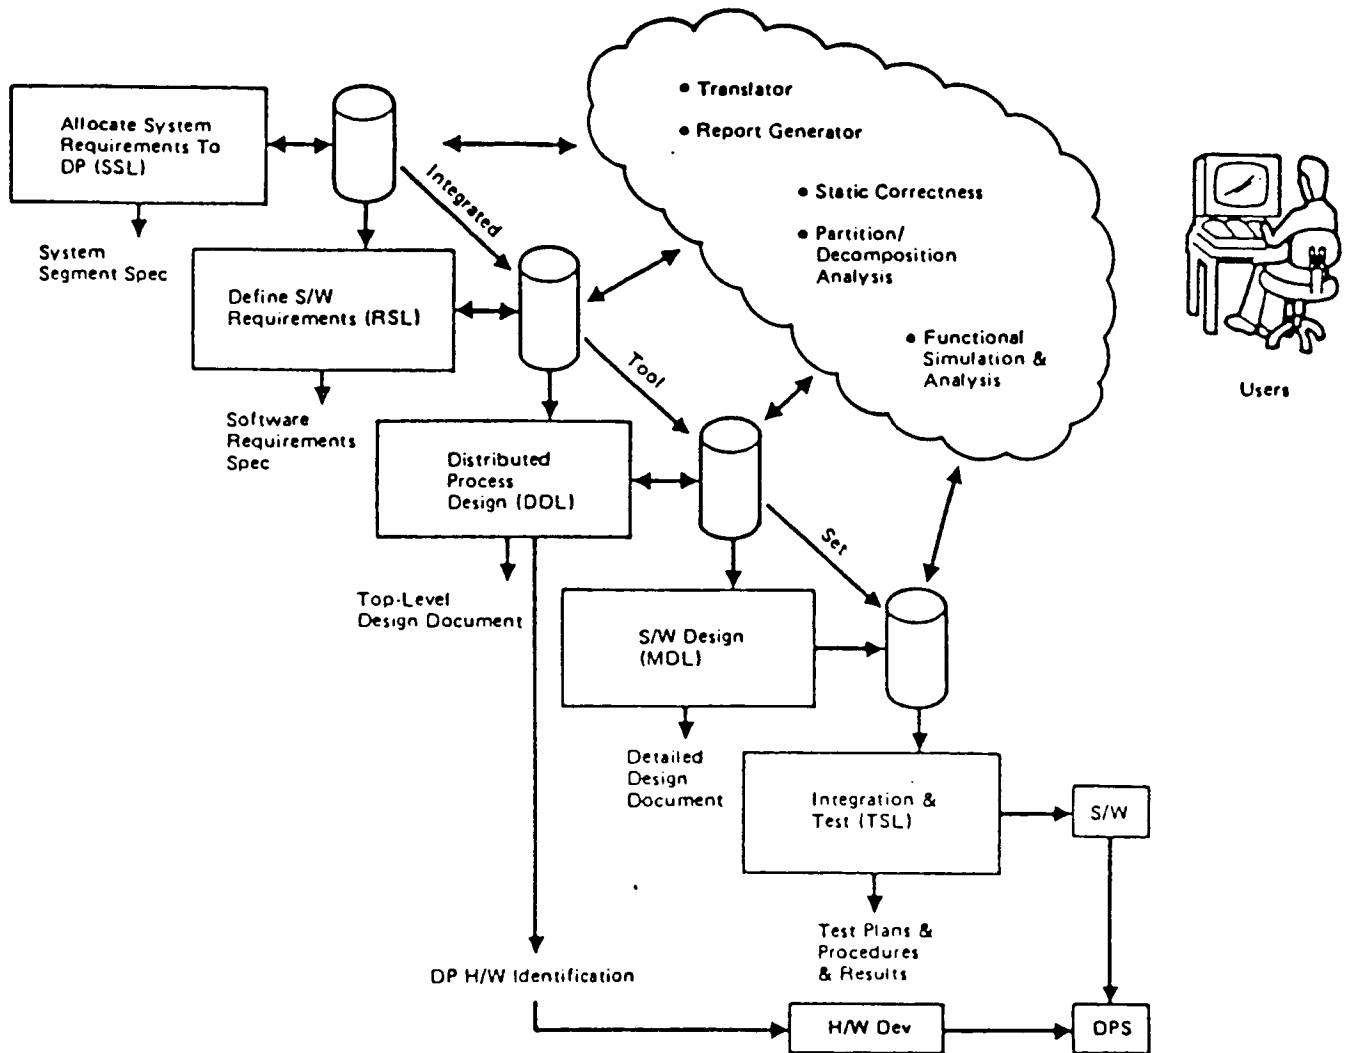 Allocate System
Requirements To
DP (SSL)
System
Segment Spec
Integrated
• Translator
• Report Generator
• Static Correctness
• Partition/
Decomposition
Analysis
• Functional
Simulation &
Analysis
Users
Define S/W
Requirements (RSL)
Software
Requirements
Spec
Tool
Distributed
Process
Design (DDL)
Top-Level
Design Document
Set
S/W Design
(MDL)
Detailed
Design
Document
Integration &
Test (TSL)
S/W
Test Plans &
Procedures
& Results
DP H/W Identification
H/W Dev
DPS